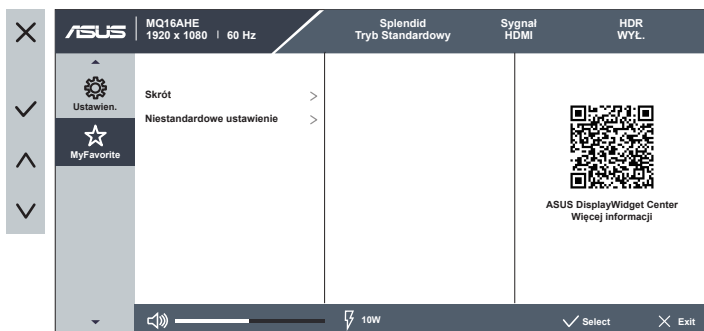 ASUS
MQ16AHE
1920 x 1080 | 60 Hz
Splendid
Tryb Standardowy
Sygnał
HDMI
HDR
WYŁ.
Ustawien.
MyFavorite
Skrót >
Niestandardowe ustawienie >
ASUS DisplayWidget Center
Więcej informacji
10W
Select
Exit